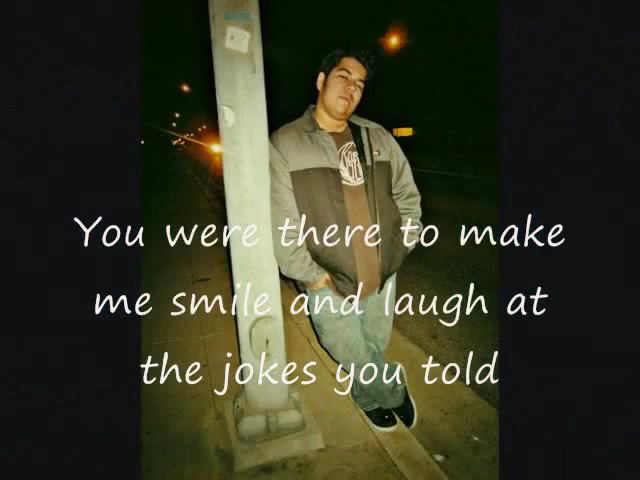 You were there to make
me smile and laugh at
the jokes you told